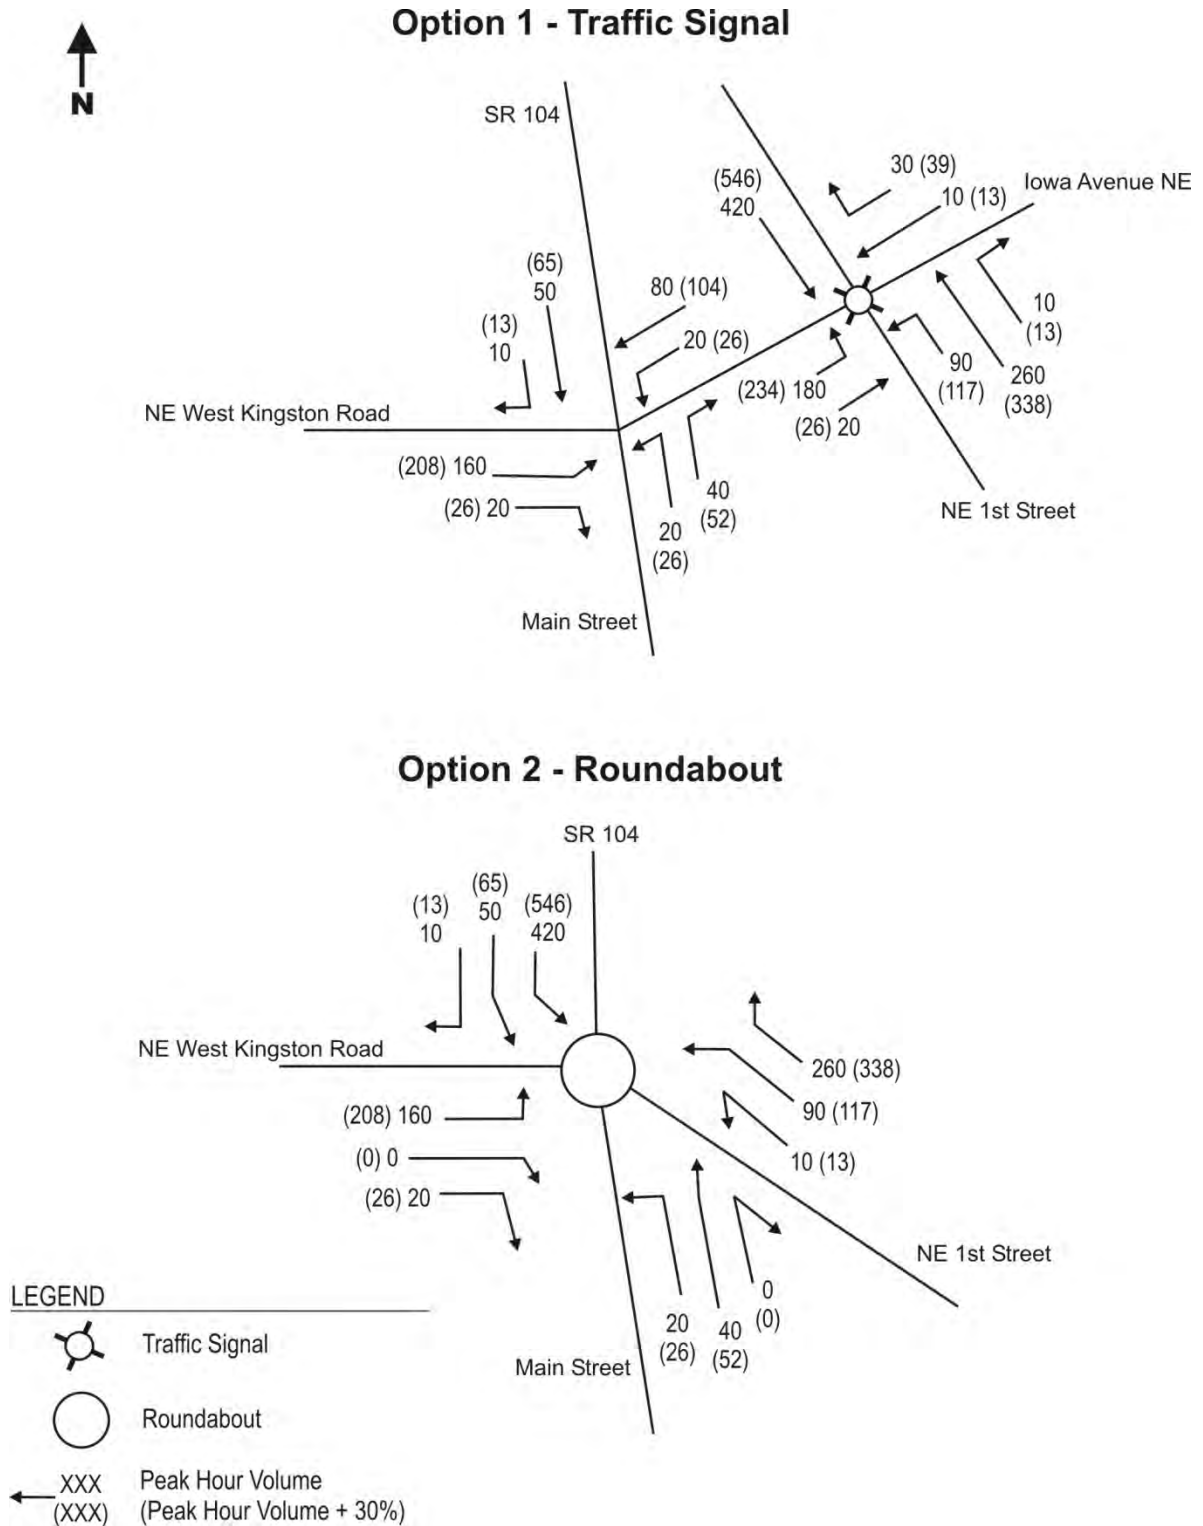 Option 1 - Traffic Signal
N
SR 104
30 (39)
(546)
420
10 (13)
Iowa Avenue NE
(65)
50
80 (104)
10
(13)
(13)
10
20 (26)
NE West Kingston Road
(234) 180
90
(117)
260
(338)
(26) 20
(208) 160
(26) 20
40
(52)
20
(26)
NE 1st Street
Main Street
Option 2 - Roundabout
SR 104
(13)
10
(65)
50
(546)
420
NE West Kingston Road
260 (338)
(208) 160
90 (117)
(0) 0
10 (13)
(26) 20
NE 1st Street
0
(0)
20
(26)
40
(52)
Main Street
LEGEND
Traffic Signal
Roundabout
XXX Peak Hour Volume
(XXX) (Peak Hour Volume + 30%)